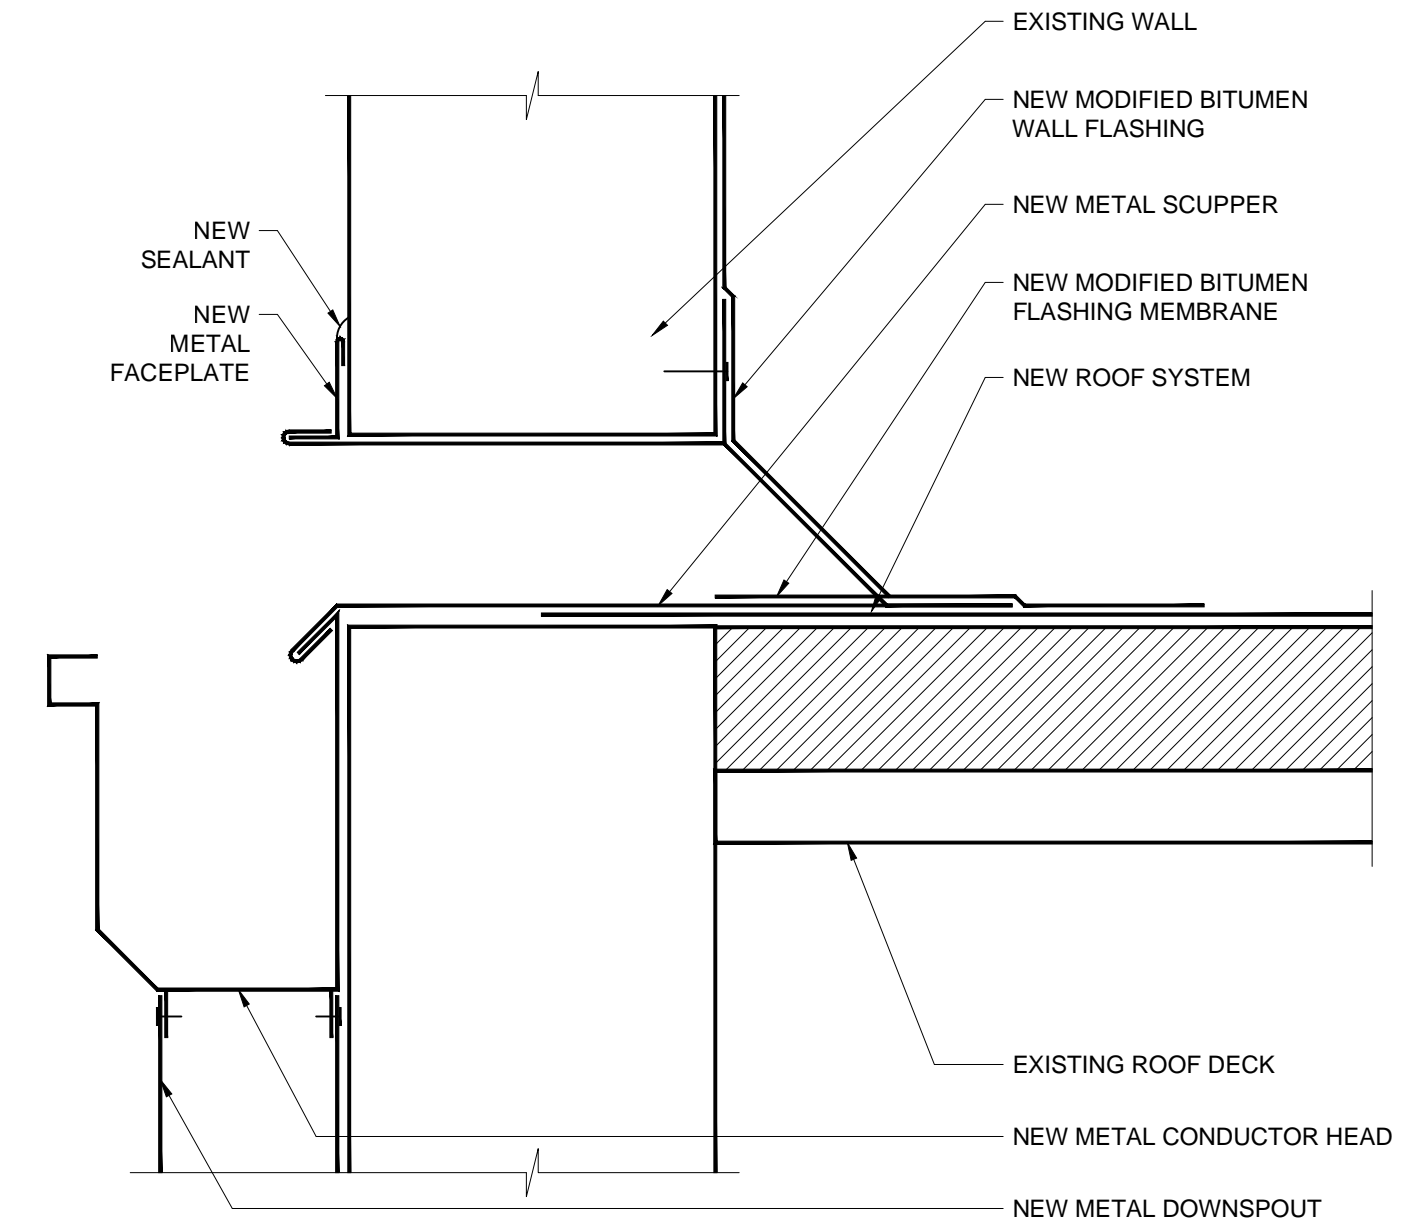 EXISTING WALL
NEW MODIFIED BITUMEN
WALL FLASHING
NEW METAL SCUPPER
NEW
SEALANT
NEW MODIFIED BITUMEN
FLASHING MEMBRANE
NEW
METAL
FACEPLATE
NEW ROOF SYSTEM
EXISTING ROOF DECK
NEW METAL CONDUCTOR HEAD
NEW METAL DOWNSPOUT